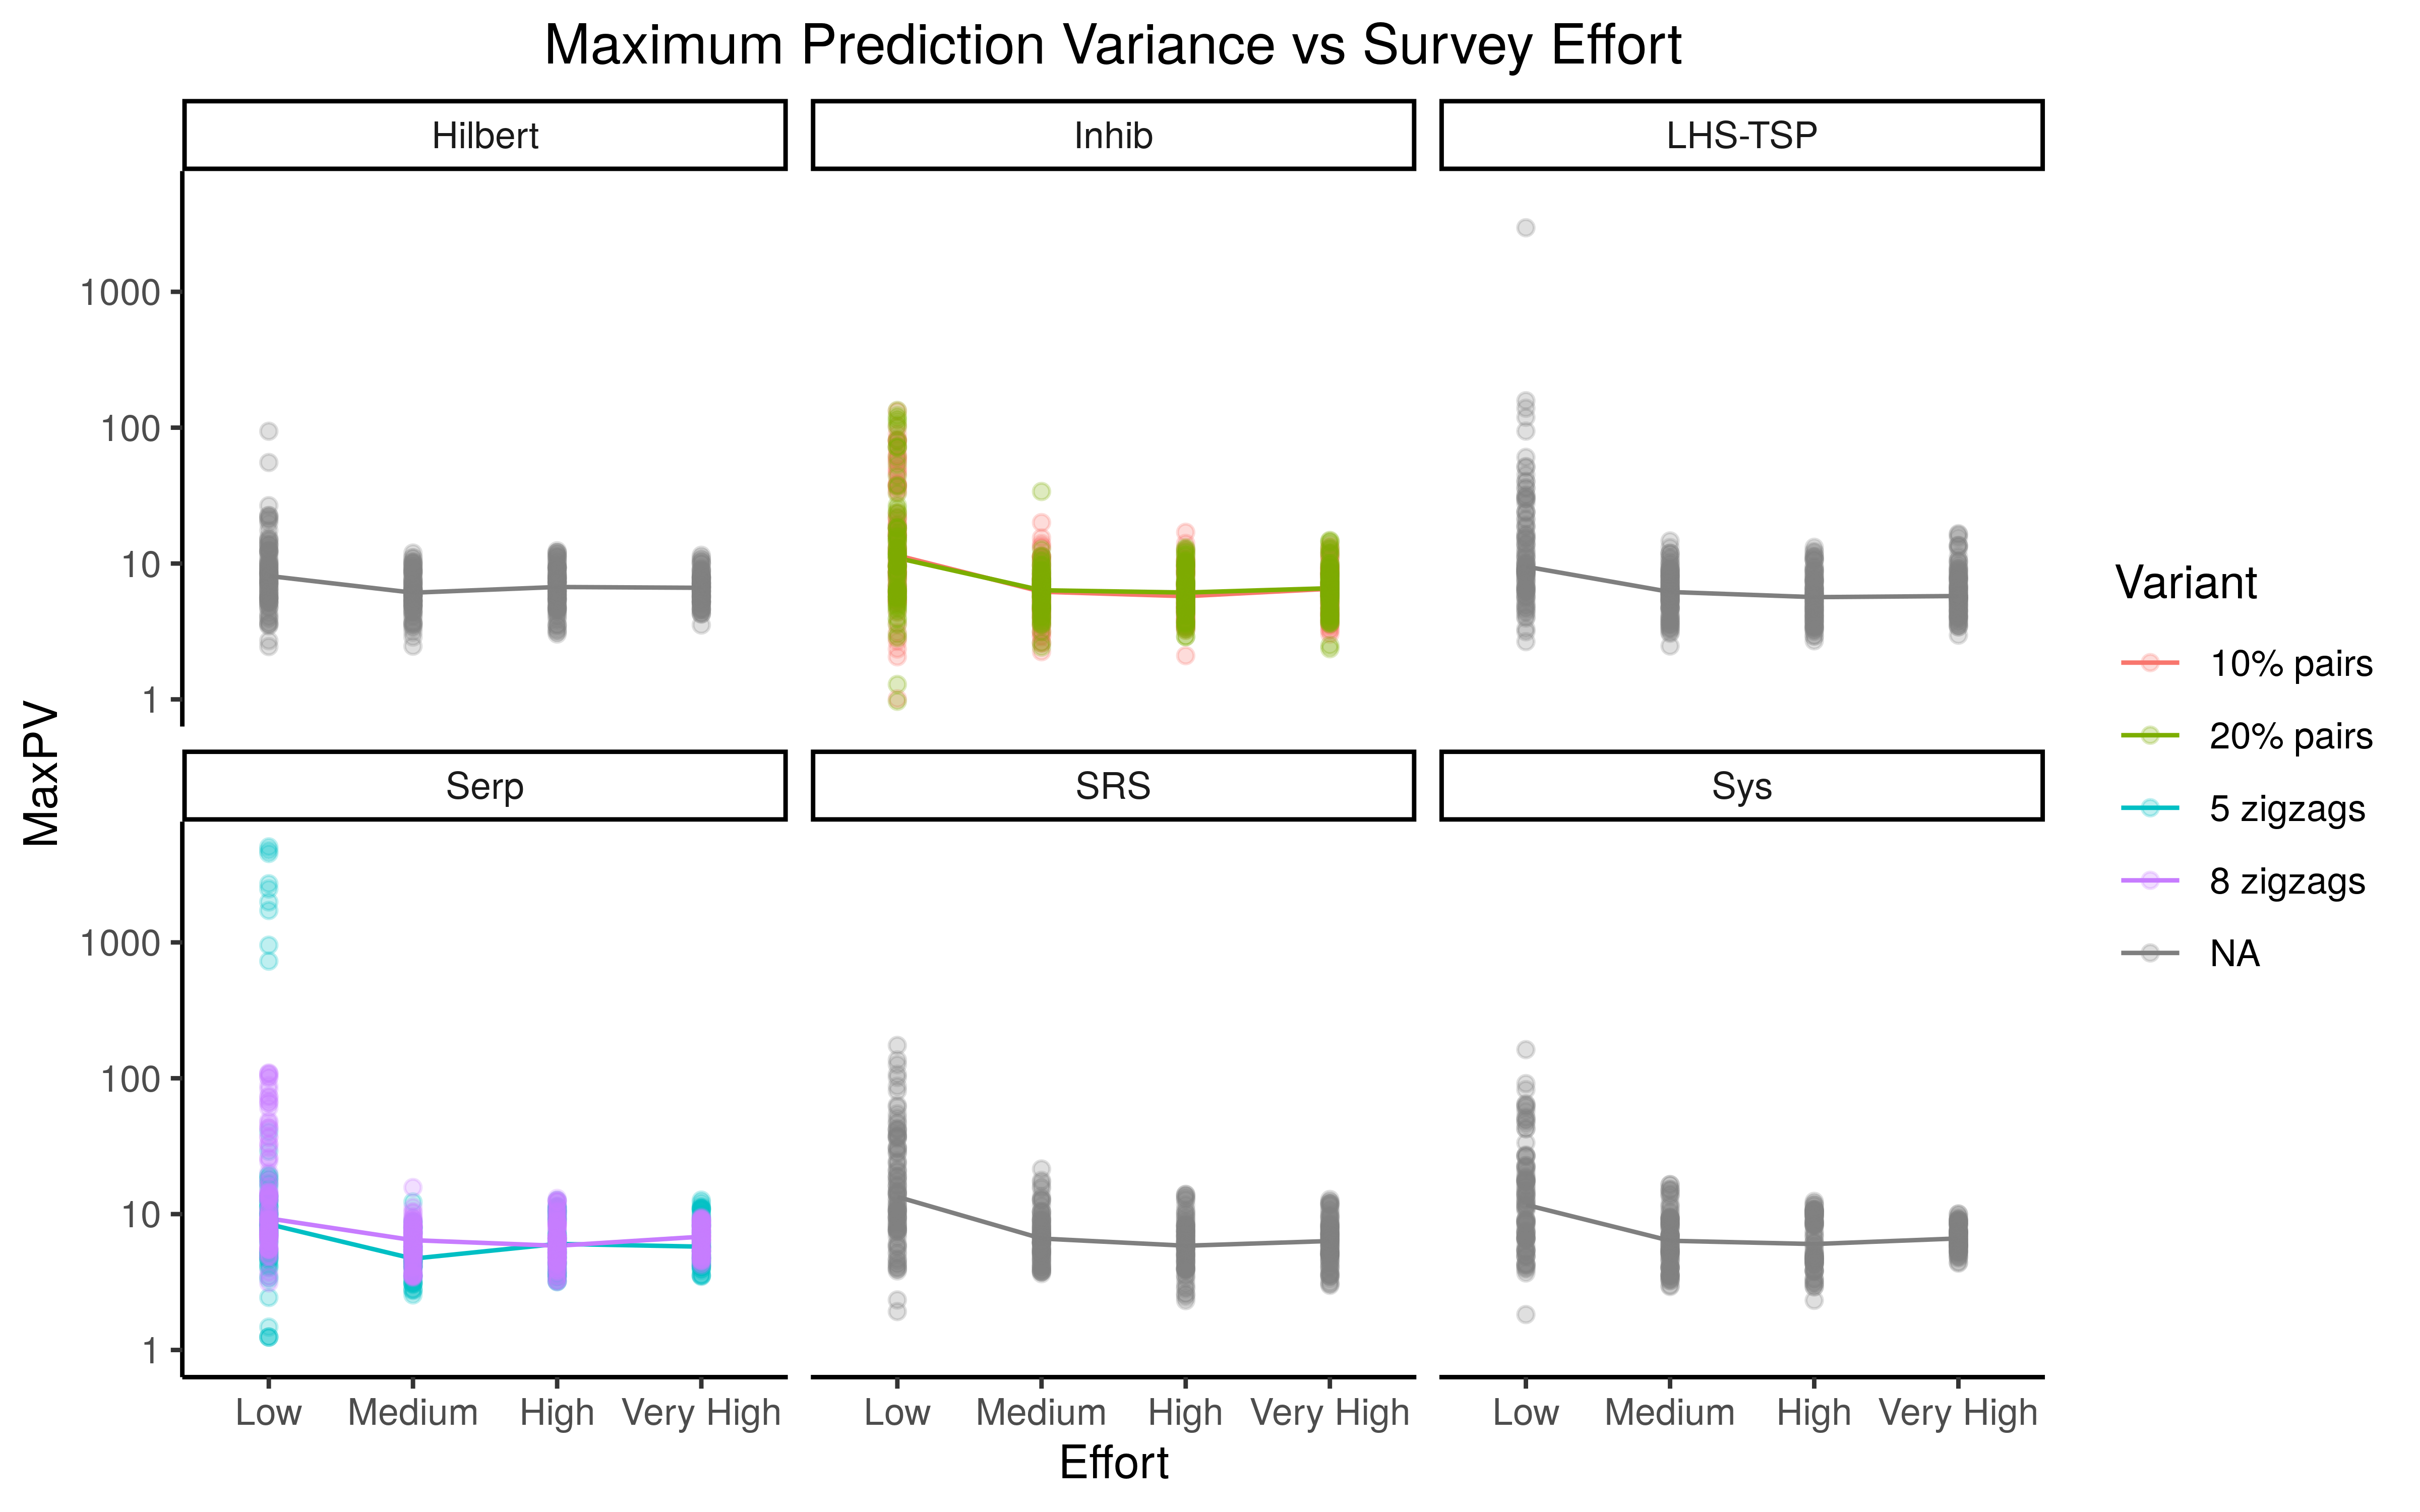 Maximum Prediction Variance vs Survey Effort
Hilbert
Inhib
LHS-TSP
1000
100
10
1
Serp
SRS
Sys
1000
100
10
1
Low
Medium
High
Very High
Low
Medium
High
Very High
Low
Medium
High
Very High
Effort
MaxPV
Variant
10% pairs
20% pairs
5 zigzags
8 zigzags
NA